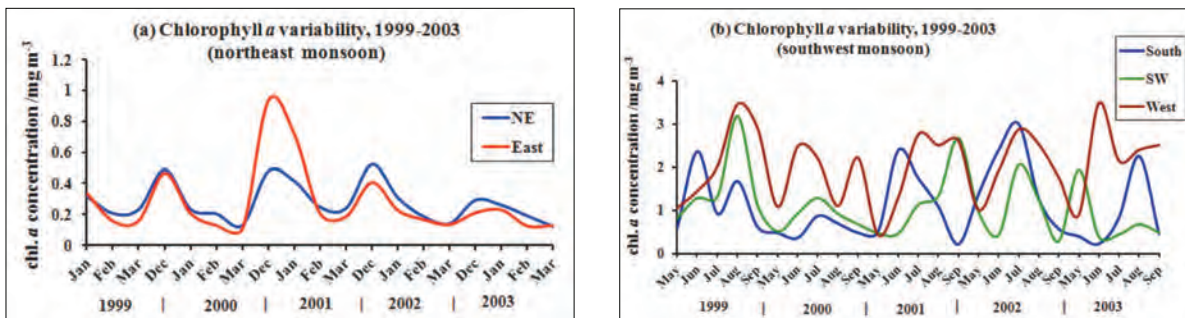 (a) Chlorophyll a variability, 1999-2003
(northeast monsoon)
chl. a concentration /mg m-3
1.2
1
0.8
0.6
0.4
0.2
0
NE
East
Jan Feb Mar Dec Jan Feb Mar Dec Jan Feb Mar Dec Jan Feb Mar Dec Jan Feb Mar
1999 | 2000 | 2001 | 2002 | 2003
(b) Chlorophyll a variability, 1999-2003
(southwest monsoon)
chl. a concentration /mg m-3
4
3
2
1
0
South
SW
West
May Jun Jul Aug Sep May Jun Jul Aug Sep May Jun Jul Aug Sep May Jun Jul Aug Sep May Jun Jul Aug Sep
1999 | 2000 | 2001 | 2002 | 2003